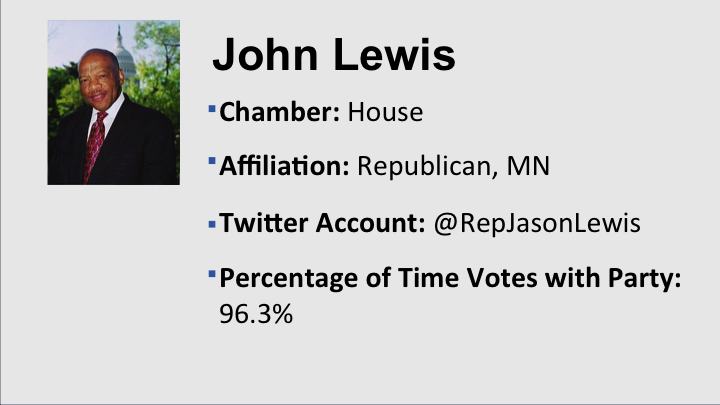 John Lewis
Chamber: House
Affiliation: Republican, MN
Twitter Account: @RepJasonLewis
Percentage of Time Votes with Party:
96.3%